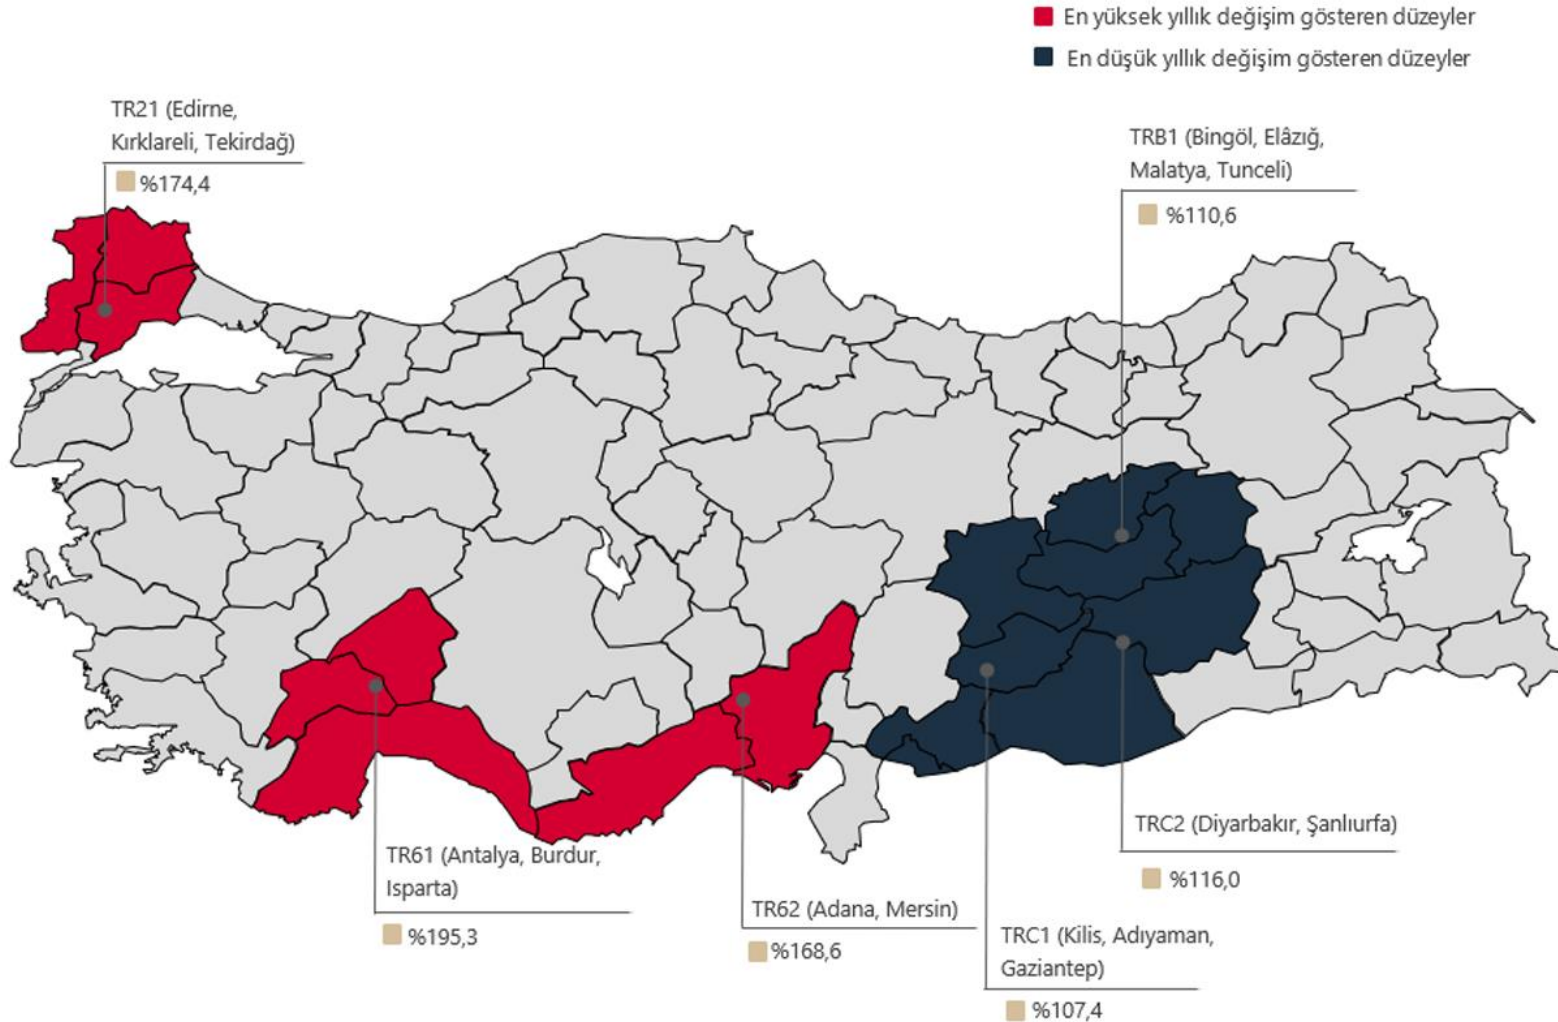 En yüksek yıllık değişim gösteren düzeyler
En düşük yıllık değişim gösteren düzeyler
TR21 (Edirne,
Kırklareli, Tekirdağ)
%174,4
TRB1 (Bingöl, Elâzığ,
Malatya, Tunceli)
%110,6
TR61 (Antalya, Burdur,
Isparta)
%195,3
TR62 (Adana, Mersin)
%168,6
TRC1 (Kilis, Adıyaman,
Gaziantep)
%107,4
TRC2 (Diyarbakır, Şanlıurfa)
%116,0